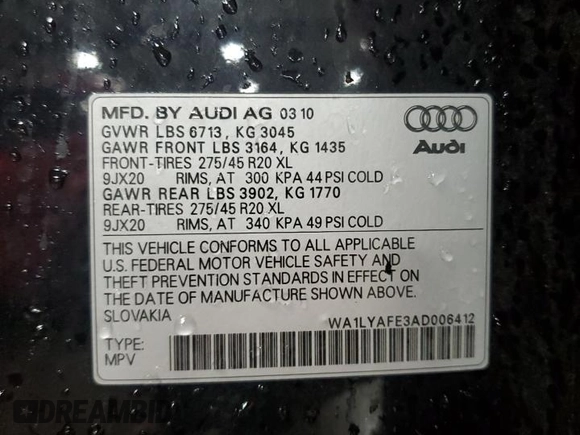 MFD. BY AUDI AG 03 10
GVWR LBS 6713 , KG 3045
GAWR FRONT LBS 3164, KG 1435
FRONT-TIRES 275/45 R20 XL
9JX20 RIMS, AT 300 KPA 44 PSI COLD
GAWR REAR LBS 3902, KG 1770
REAR-TIRES 275/45 R20 XL
9JX20 RIMS, AT 340 KPA 49 PSI COLD
Audi
THIS VEHICLE CONFORMS TO ALL APPLICABLE
U.S. FEDERAL MOTOR VEHICLE SAFETY AND
THEFT PREVENTION STANDARDS IN EFFECT ON
THE DATE OF MANUFACTURE SHOWN ABOVE.
SLOVAKIA
WA1LYAFE3AD006412
TYPE:
MPV
DREAMBID